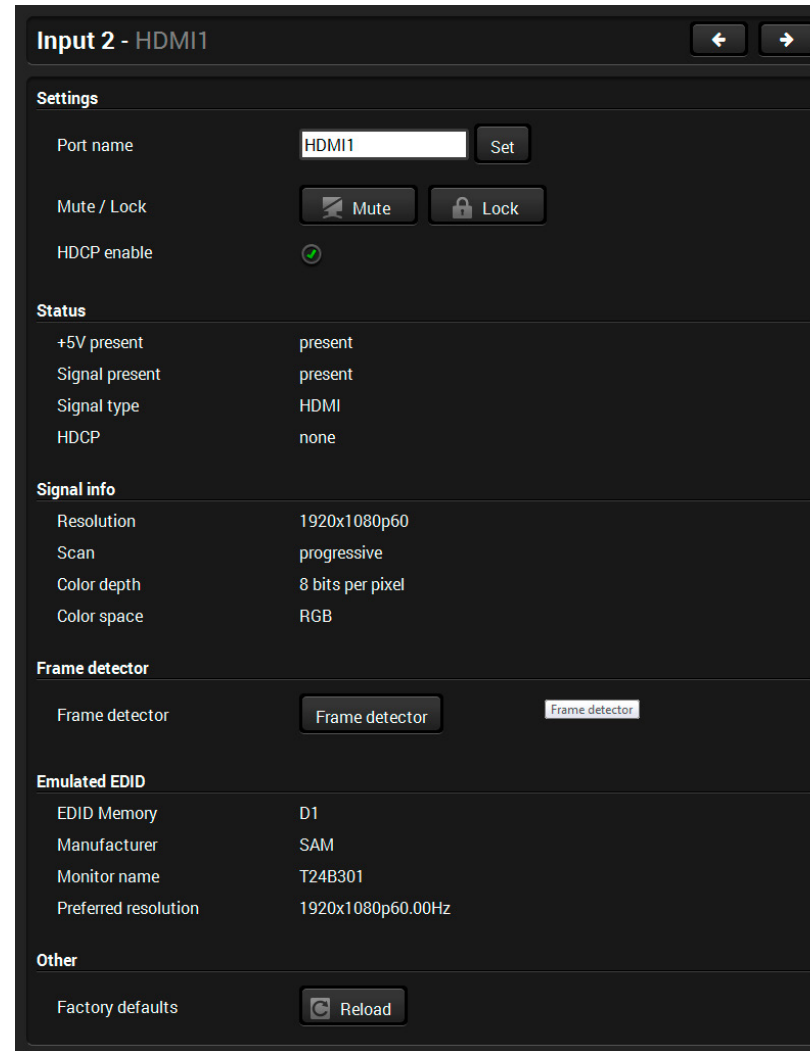 Input 2 - HDMI1
Settings
Port name HDMI1 Set
Mute / Lock Mute Lock
HDCP enable
Status
+5V present present
Signal present present
Signal type HDMI
HDCP none
Signal info
Resolution 1920x1080p60
Scan progressive
Color depth 8 bits per pixel
Color space RGB
Frame detector
Frame detector Frame detector Frame detector
Emulated EDID
EDID Memory D1
Manufacturer SAM
Monitor name T24B301
Preferred resolution 1920x1080p60.00Hz
Other
Factory defaults Reload